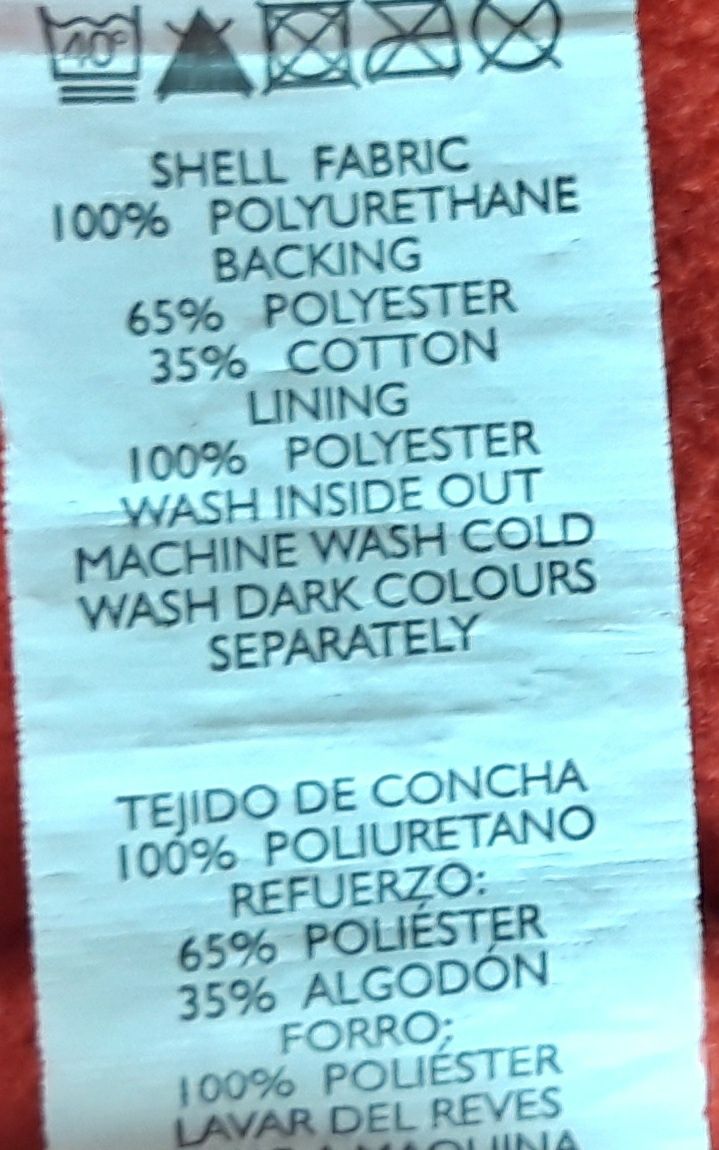 40°
SHELL FABRIC
100% POLYURETHANE
BACKING
65% POLYESTER
35% COTTON
LINING
100% POLYESTER
WASH INSIDE OUT
MACHINE WASH COLD
WASH DARK COLOURS
SEPARATELY
TEJIDO DE CONCHA
100% POLIURETANO
REFUERZO:
65% POLIÉSTER
35% ALGODÓN
FORRO:
100% POLIÉSTER
LAVAR DEL REVES
A MAQUINA